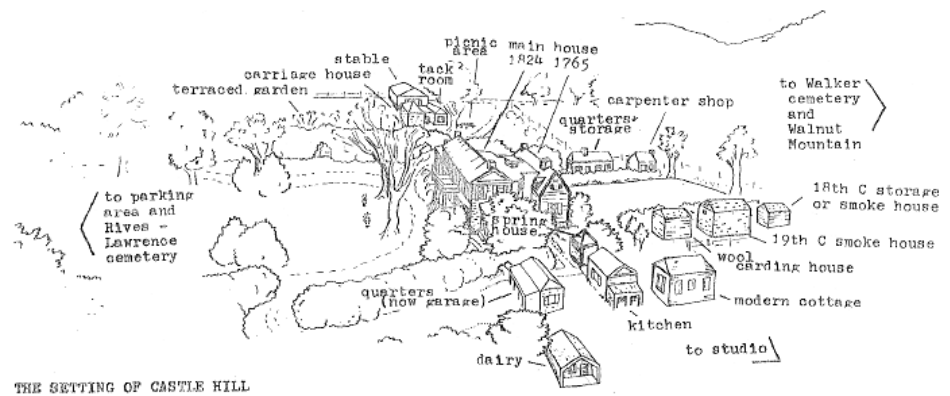 picnic
area
main house
1824 1765
stable
carriage house
tack
room
terraced garden
carpenter shop
quarters+
storage
to Walker
cemetery
and
Walnut
Mountain
to parking
area and
Rives -
Lawrence
cemetery
18th C storage
or smoke house
spring
house
19th C smoke house
wool
carding house
quarters
(now garage)
modern cottage
kitchen
to studio
dairy
THE SETTING OF CASTLE HILL